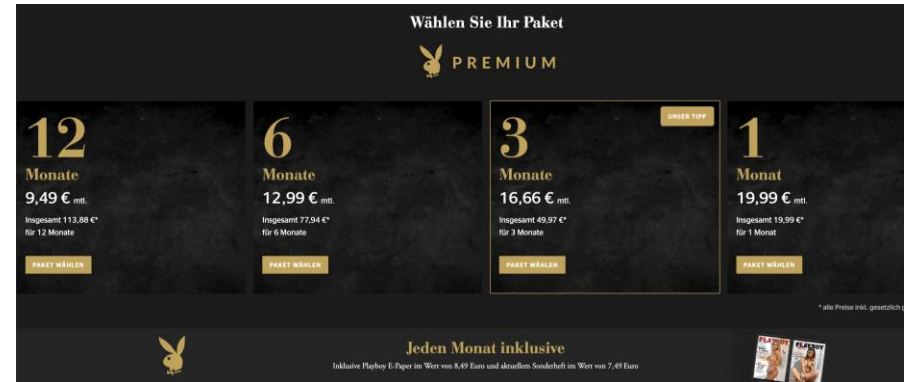 Wählen Sie Ihr Paket
PREMIUM
12
Monate
9,49 € mtl.
Insgesamt 113,88 €*
für 12 Monate
PAKET WÄHLEN
6
Monate
12,99 € mtl.
Insgesamt 77,94 €*
für 6 Monate
PAKET WÄHLEN
UNSER TIPP
3
Monate
16,66 € mtl.
Insgesamt 49,97 €*
für 3 Monate
PAKET WÄHLEN
1
Monat
19,99 € mtl.
Insgesamt 19,99 €*
für 1 Monat
PAKET WÄHLEN
* alle Preise inkl. gesetzlich
Jeden Monat inklusive
Inklusive Playboy E-Paper im Wert von 8,49 Euro und aktuellem Sonderheft im Wert von 7,49 Euro
PLAYBOY
PLAYBOY